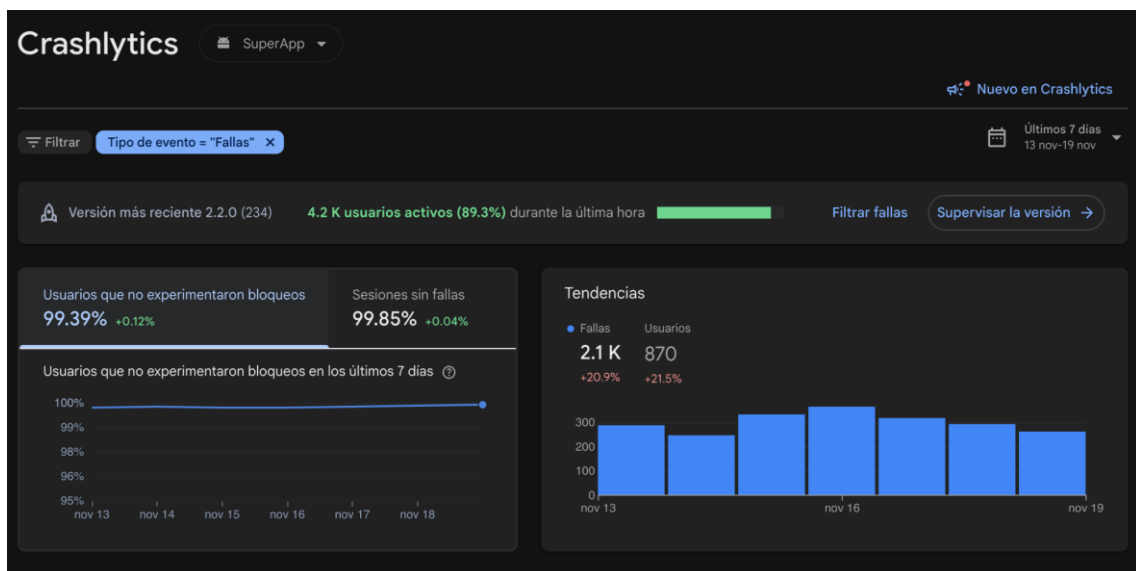 Crashlytics
SuperApp
Nuevo en Crashlytics
Filtrar
Tipo de evento = "Fallas" ×
Últimos 7 días
13 nov-19 nov
Versión más reciente 2.2.0 (234)
4.2 K usuarios activos (89.3%) durante la última hora
Filtrar fallas
Supervisar la versión →
Usuarios que no experimentaron bloqueos
99.39% +0.12%
Sesiones sin fallas
99.85% +0.04%
Usuarios que no experimentaron bloqueos en los últimos 7 días ?
100%
99%
98%
96%
95%
nov 13 nov 14 nov 15 nov 16 nov 17 nov 18
Tendencias
Fallas Usuarios
2.1 K 870
+20.9% +21.5%
300
200
100
0
nov 13 nov 16 nov 19